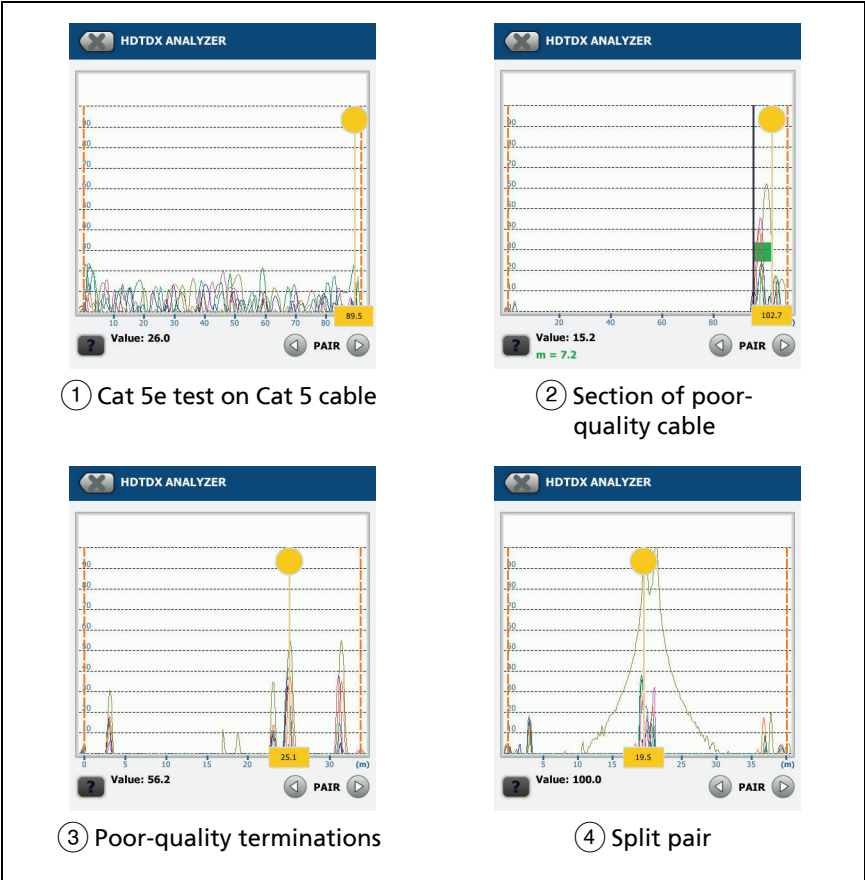 HDTDX ANALYZER
90
80
70
60
50
40
30
20
10
10 20 30 40 50 60 70 80
89.5
? Value: 26.0 PAIR
1 Cat 5e test on Cat 5 cable
HDTDX ANALYZER
90
80
70
60
50
40
30
20
10
20 40 60 80 )
102.7
? Value: 15.2 PAIR
m = 7.2
2 Section of poor-
quality cable
HDTDX ANALYZER
90
80
70
60
50
40
30
20
10
0 5 10 15 20 30 (m)
25.1
? Value: 56.2 PAIR
3 Poor-quality terminations
HDTDX ANALYZER
90
80
70
60
50
40
30
20
10
5 10 15 25 30 35 (m)
19.5
? Value: 100.0 PAIR
4 Split pair